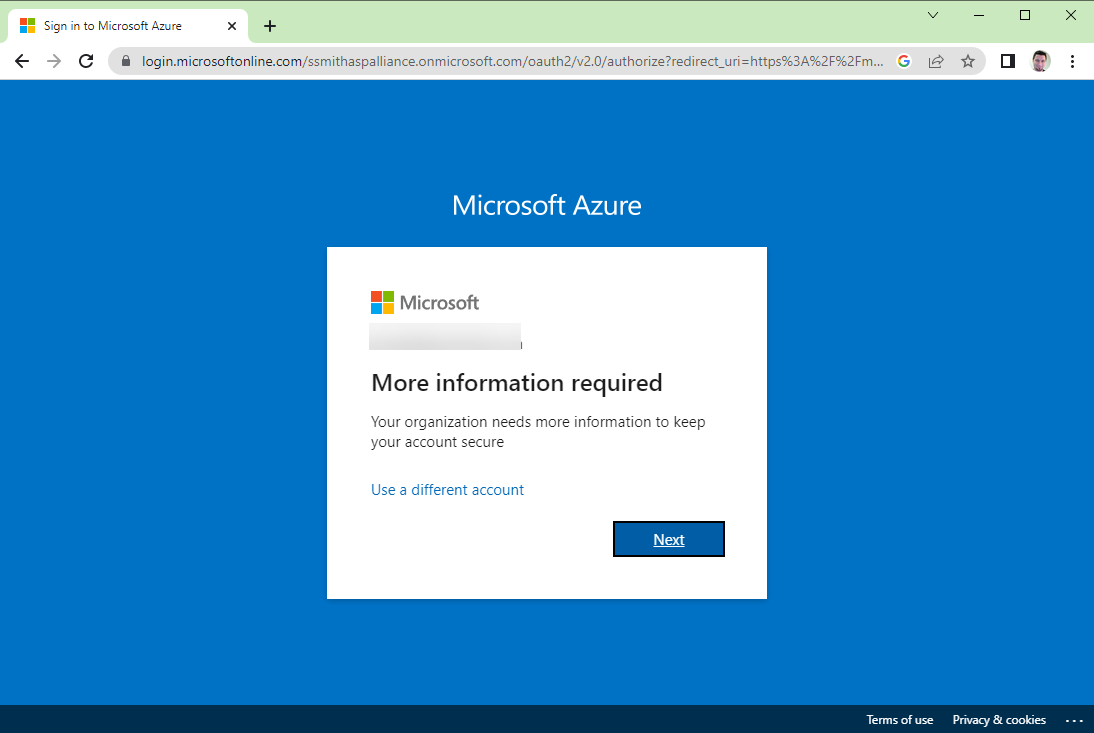 Sign in to Microsoft Azure
login.microsoftonline.com/ssmithaspalliance.onmicrosoft.com/oauth2/v2.0/authorize?redirect_uri=https%3A%2F%2Fm...
Microsoft Azure
Microsoft
More information required
Your organization needs more information to keep
your account secure
Use a different account
Next
Terms of use Privacy & cookies ...